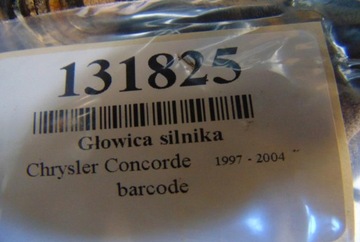 131825
Głowica silnika
Chrysler Concorde 1997 - 2004 ~
barcode